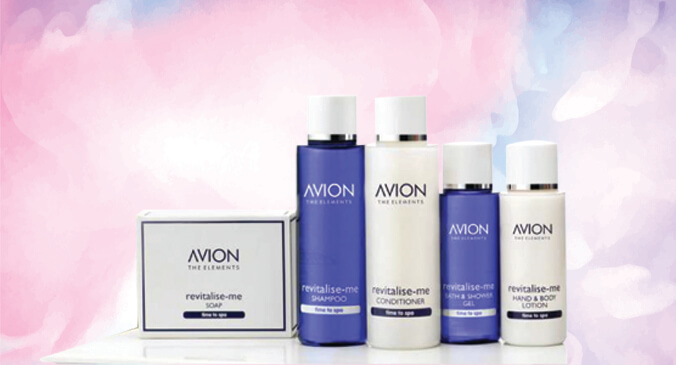 AVION
THE ELEMENTS
revitalise-me
SOAP
time to spa
AVION
THE ELEMENTS
revitalise-me
SHAMPOO
time to spa
AVION
THE ELEMENTS
revitalise-me
CONDITIONER
time to spa
AVION
THE ELEMENTS
revitalise-me
BATH & SHOWER
GEL
time to spa
AVION
THE ELEMENTS
revitalise-me
HAND & BODY
LOTION
time to spa